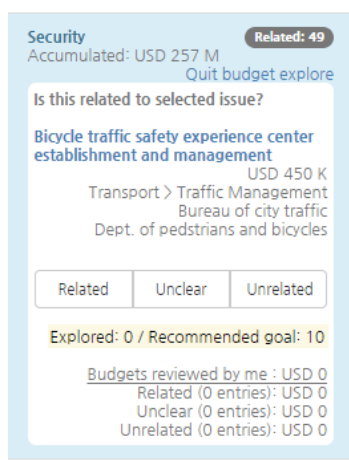 Security Related: 49
Accumulated: USD 257 M
Quit budget explore
Is this related to selected issue?
Bicycle traffic safety experience center
establishment and management
USD 450 K
Transport > Traffic Management
Bureau of city traffic
Dept. of pedstrians and bicycles
Related Unclear Unrelated
Explored: 0 / Recommended goal: 10
Budgets reviewed by me : USD 0
Related (0 entries): USD 0
Unclear (0 entries): USD 0
Unrelated (0 entries): USD 0